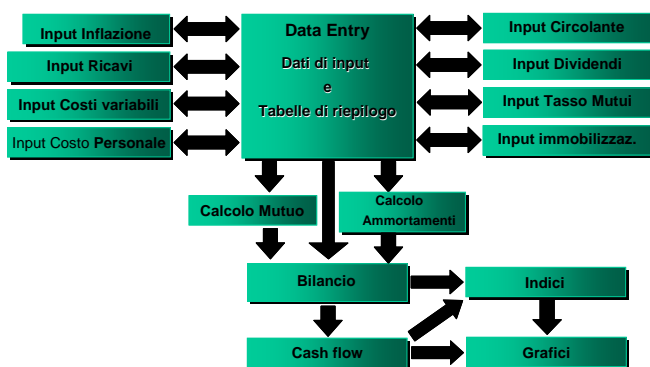 Input Inflazione
Input Ricavi
Input Costi variabili
Input Costo Personale
Data Entry
Dati di input
e
Tabelle di riepilogo
Input Circolante
Input Dividendi
Input Tasso Mutui
Input immobilizzaz.
Calcolo Mutuo
Calcolo
Ammortamenti
Bilancio
Indici
Cash flow
Grafici